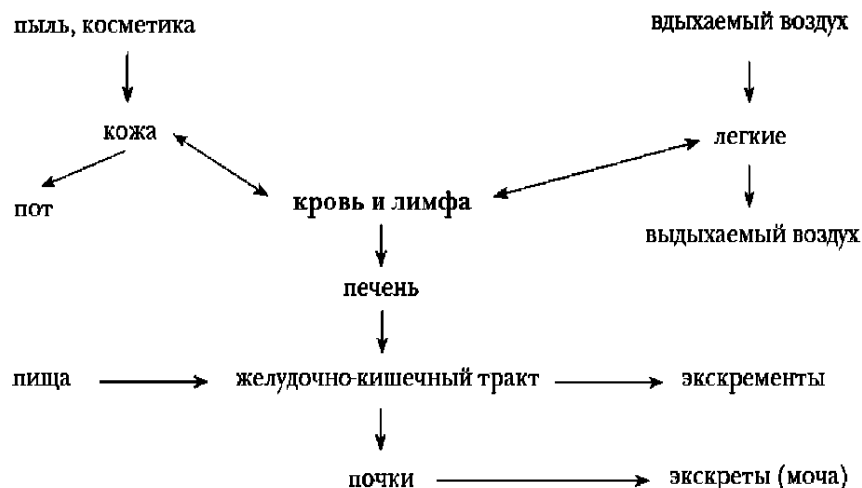 пыль, косметика
вдыхаемый воздух
кожа
легкие
пот
кровь и лимфа
выдыхаемый воздух
печень
пища
желудочно-кишечный тракт
экскременты
почки
экскреты (моча)